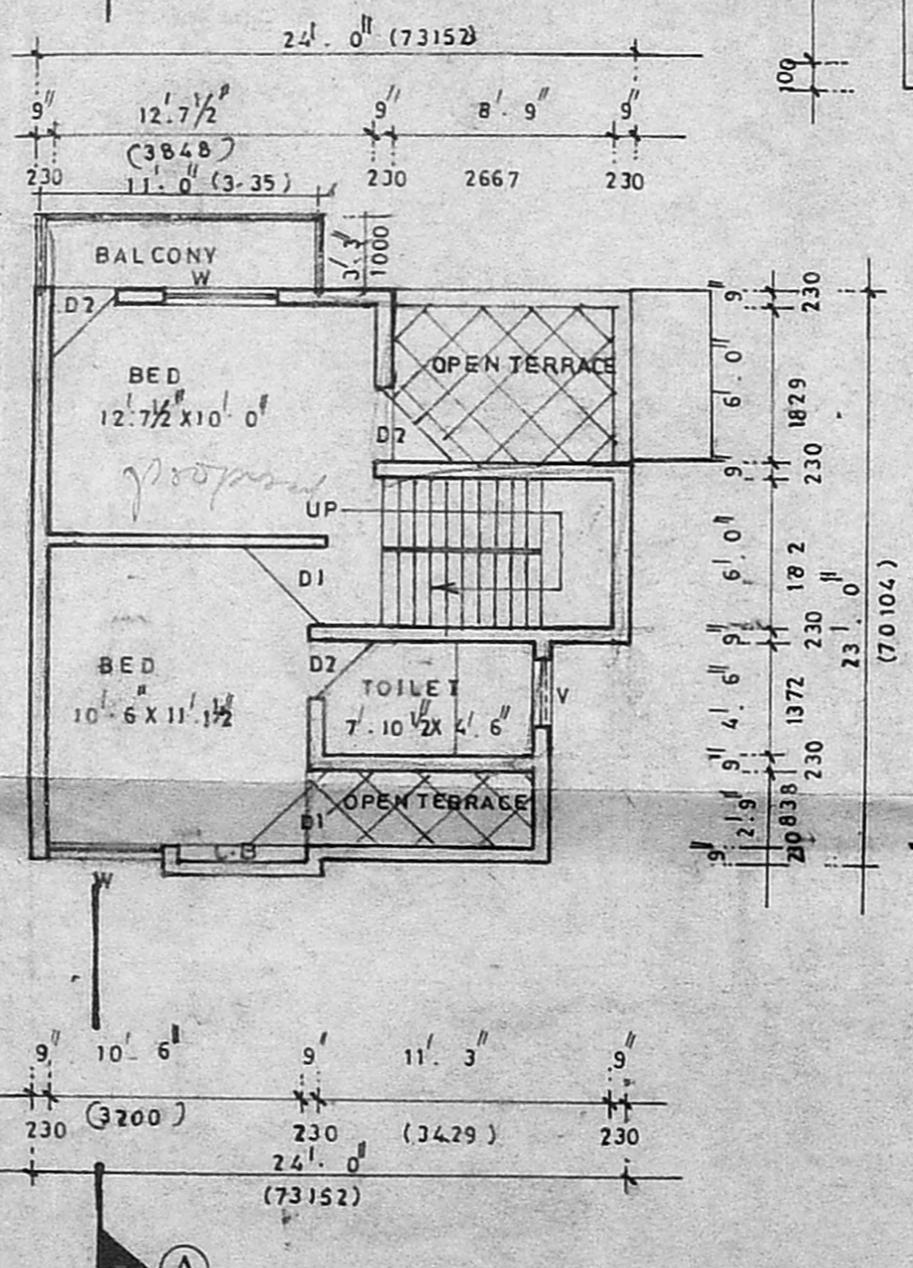 24'. 0" (73152)
100
9" 12'.7½" 9" 8'. 9" 9"
(3848)
230 11'. 0" (3.35) 230 2667 230
3'. 3"
1000
BALCONY
W
D2
BED
12'.7½" X10'. 0"
OPEN TERRACE
D2
UP
D1
BED
10'- 6" X 11'.1½"
D2
TOILET
7'. 10½"X 4'. 6"
V
OPEN TERRACE
D1
C.B
W
9" 230
6'. 0" 1829
9" 230
6'. 0" 182
9" 230
4'. 6" 1372
9" 230
2'.9" 838
9" 230
23'. 0"
(70104)
9" 10'- 6" 9" 11'. 3" 9"
(3200)
230 230 (3429) 230
24'. 0"
(73152)
A